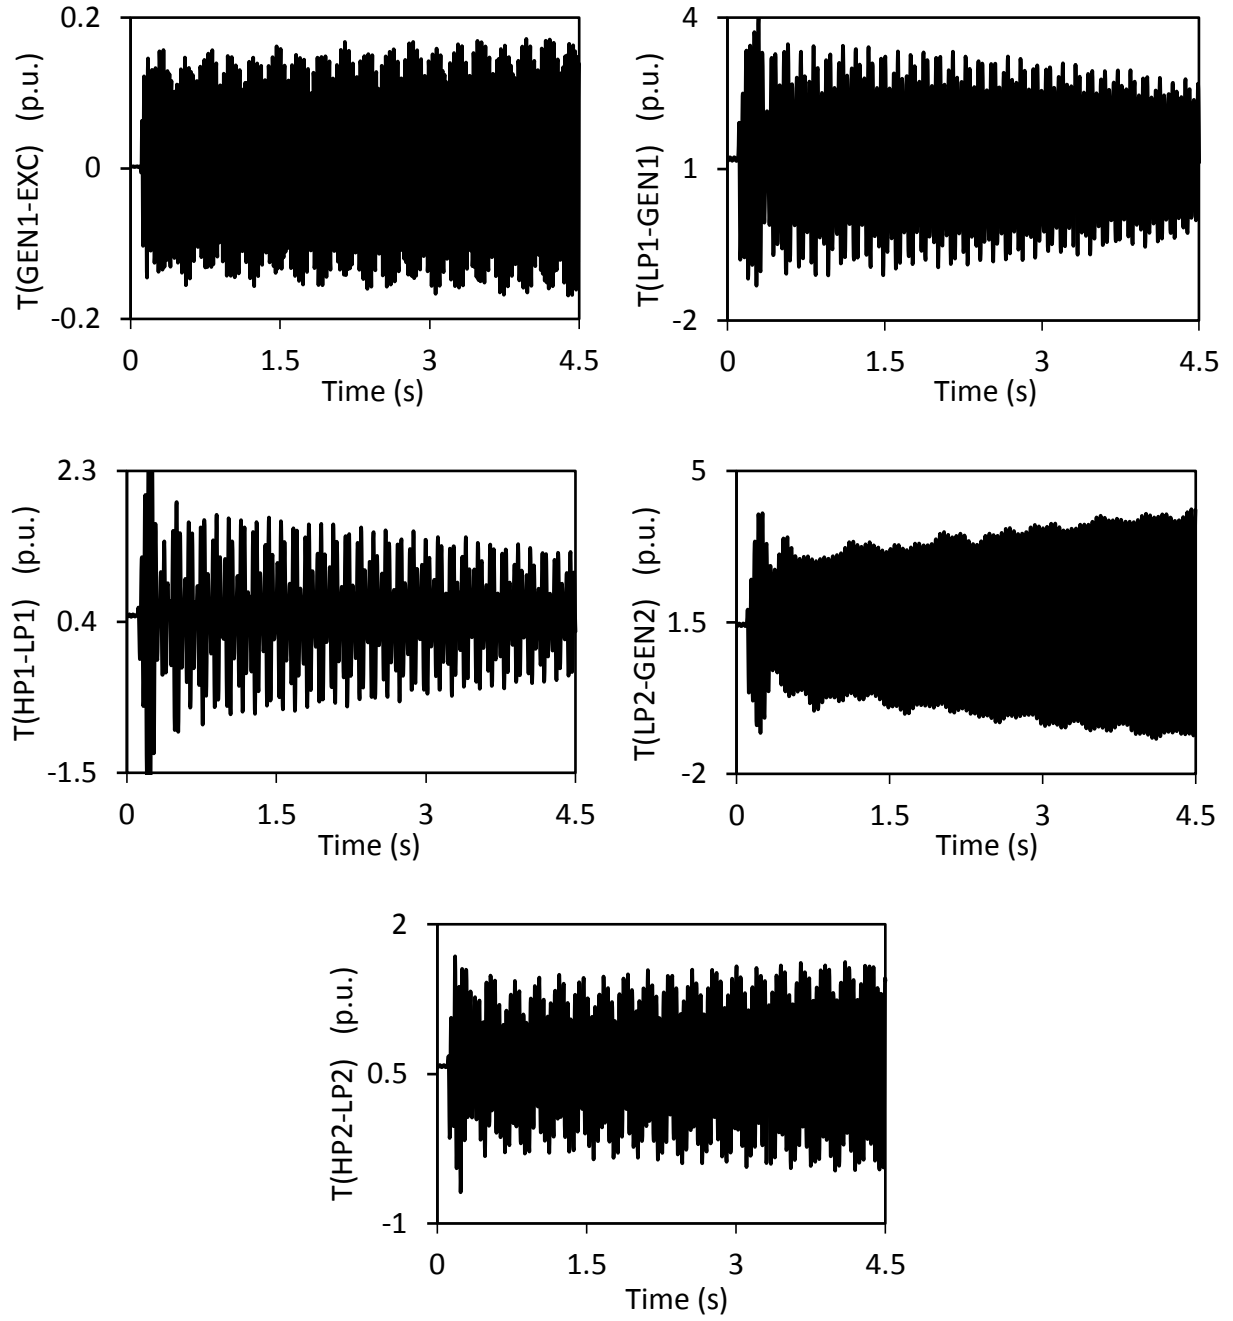 T(GEN1-EXC) (p.u.)
0.2
0
-0.2
0 1.5 3 4.5
Time (s)
T(LP1-GEN1) (p.u.)
4
1
-2
0 1.5 3 4.5
Time (s)
T(HP1-LP1) (p.u.)
2.3
0.4
-1.5
0 1.5 3 4.5
Time (s)
T(LP2-GEN2) (p.u.)
5
1.5
-2
0 1.5 3 4.5
Time (s)
T(HP2-LP2) (p.u.)
2
0.5
-1
0 1.5 3 4.5
Time (s)